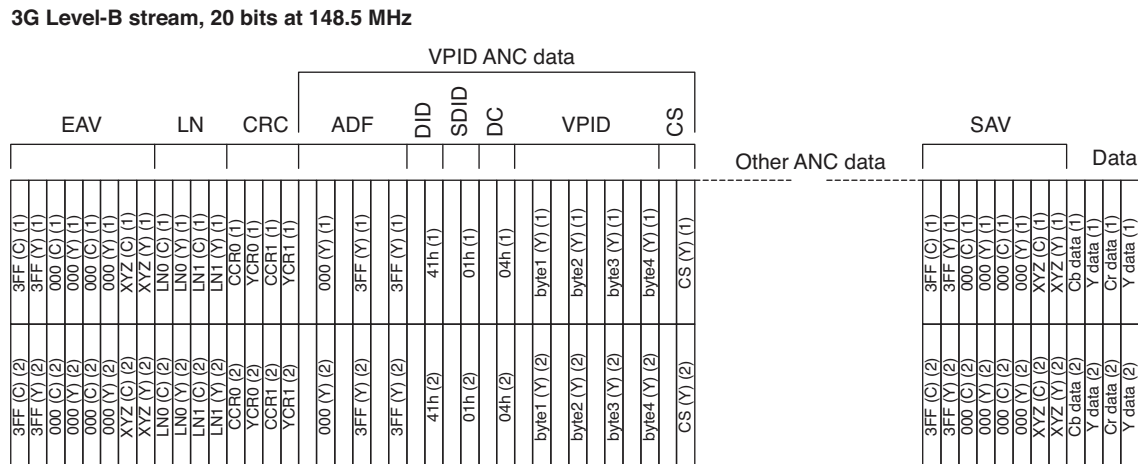 3G Level-B stream, 20 bits at 148.5 MHz
VPID ANC data
EAV
LN
CRC
ADF
DID
SDID
DC
VPID
CS
Other ANC data
SAV
Data
3FF (C) (1)
3FF (Y) (1)
000 (C) (1)
000 (Y) (1)
000 (C) (1)
000 (Y) (1)
XYZ (C) (1)
XYZ (Y) (1)
LN0 (C) (1)
LN0 (Y) (1)
LN1 (C) (1)
LN1 (Y) (1)
CCR0 (1)
YCR0 (1)
CCR1 (1)
YCR1 (1)
000 (Y) (1)
3FF (Y) (1)
3FF (Y) (1)
41h (1)
01h (1)
04h (1)
byte1 (Y) (1)
byte2 (Y) (1)
byte3 (Y) (1)
byte4 (Y) (1)
CS (Y) (1)
3FF (C) (1)
3FF (Y) (1)
000 (C) (1)
000 (Y) (1)
000 (C) (1)
000 (Y) (1)
XYZ (C) (1)
XYZ (Y) (1)
Cb data (1)
Y data (1)
Cr data (1)
Y data (1)
3FF (C) (2)
3FF (Y) (2)
000 (C) (2)
000 (Y) (2)
000 (C) (2)
000 (Y) (2)
XYZ (C) (2)
XYZ (Y) (2)
LN0 (C) (2)
LN0 (Y) (2)
LN1 (C) (2)
LN1 (Y) (2)
CCR0 (2)
YCR0 (2)
CCR1 (2)
YCR1 (2)
000 (Y) (2)
3FF (Y) (2)
3FF (Y) (2)
41h (2)
01h (2)
04h (2)
byte1 (Y) (2)
byte2 (Y) (2)
byte3 (Y) (2)
byte4 (Y) (2)
CS (Y) (2)
3FF (C) (2)
3FF (Y) (2)
000 (C) (2)
000 (Y) (2)
000 (C) (2)
000 (Y) (2)
XYZ (C) (2)
XYZ (Y) (2)
Cb data (2)
Y data (2)
Cr data (2)
Y data (2)